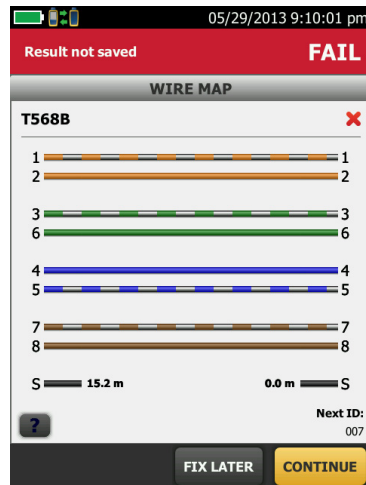 05/29/2013 9:10:01 pm
Result not saved FAIL
WIRE MAP
T568B
1 1
2 2
3 3
6 6
4 4
5 5
7 7
8 8
S 15.2 m 0.0 m S
Next ID:
? 007
FIX LATER CONTINUE